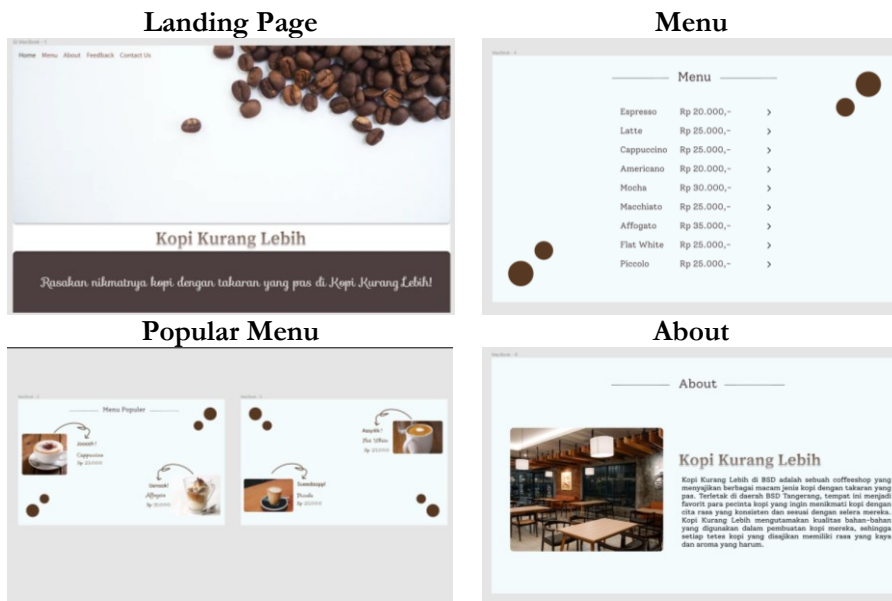 Landing Page
Home Menu About Feedback Contact Us
Kopi Kurang Lebih
Rasakan nikmatnya kopi dengan takaran yang pas di Kopi Kurang Lebih!
Menu
Menu
Espresso Rp 20.000,- >
Latte Rp 25.000,- >
Cappuccino Rp 25.000,- >
Americano Rp 20.000,- >
Mocha Rp 30.000,- >
Macchiato Rp 25.000,- >
Affogato Rp 35.000,- >
Flat White Rp 25.000,- >
Piccolo Rp 25.000,- >
Popular Menu
Menu Populer
Cappucino
Flat White
Piccolo
About
About
Kopi Kurang Lebih
Kopi Kurang Lebih di BSD adalah sebuah coffeeshop yang
menyajikan berbagai macam jenis kopi dengan takaran yang
pas. Terletak di daerah BSD Tangerang, tempat ini menjadi
favorit para pecinta kopi yang ingin menikmati kopi dengan
cita rasa yang konsisten dan sesuai dengan selera mereka.
Kopi Kurang Lebih mengutamakan kualitas bahan-bahan
yang digunakan dalam pembuatan kopi mereka, sehingga
setiap tetes kopi yang disajikan memiliki rasa yang kaya
dan aroma yang harum.